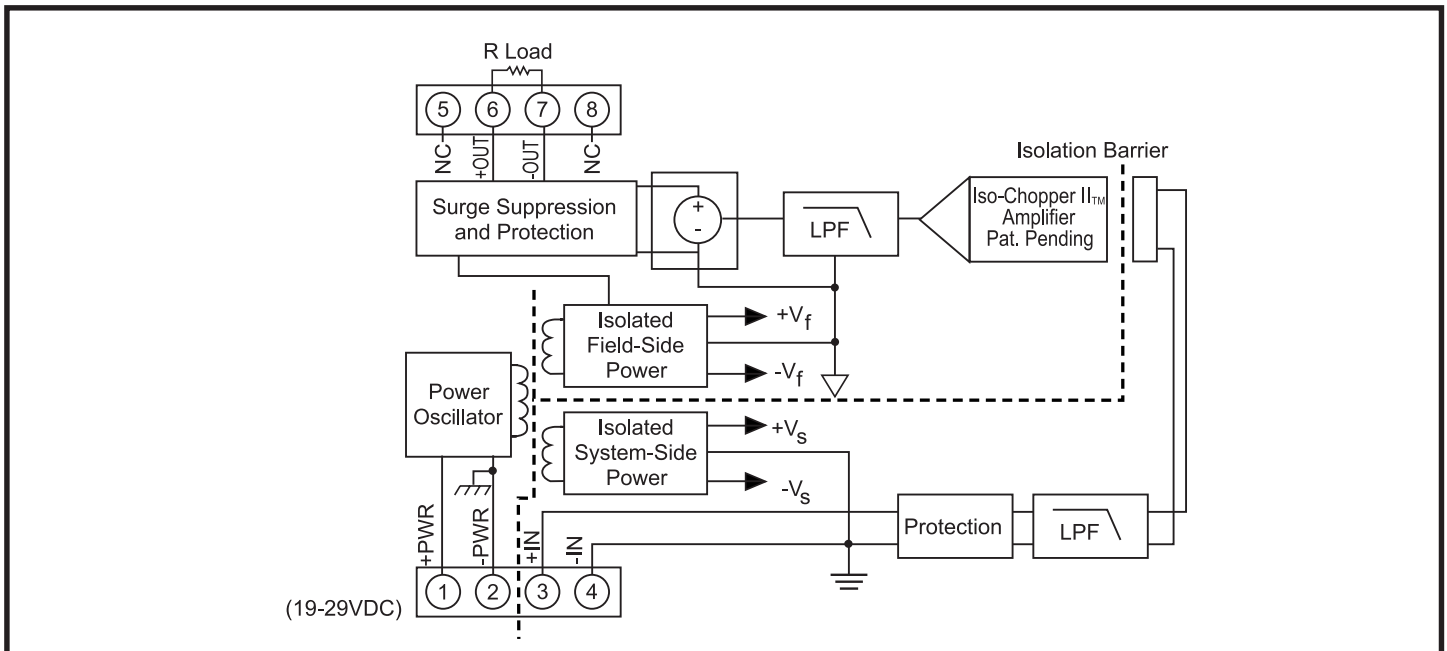 R Load
5 6 7 8
NC
+OUT
-OUT
NC
Isolation Barrier
Surge Suppression
and Protection
+
-
LPF
Iso-Chopper II™
Amplifier
Pat. Pending
Isolated
Field-Side
Power
+Vf
-Vf
Power
Oscillator
Isolated
System-Side
Power
+Vs
-Vs
+PWR
-PWR
+IN
-IN
Protection
LPF
(19-29VDC)
1 2 3 4